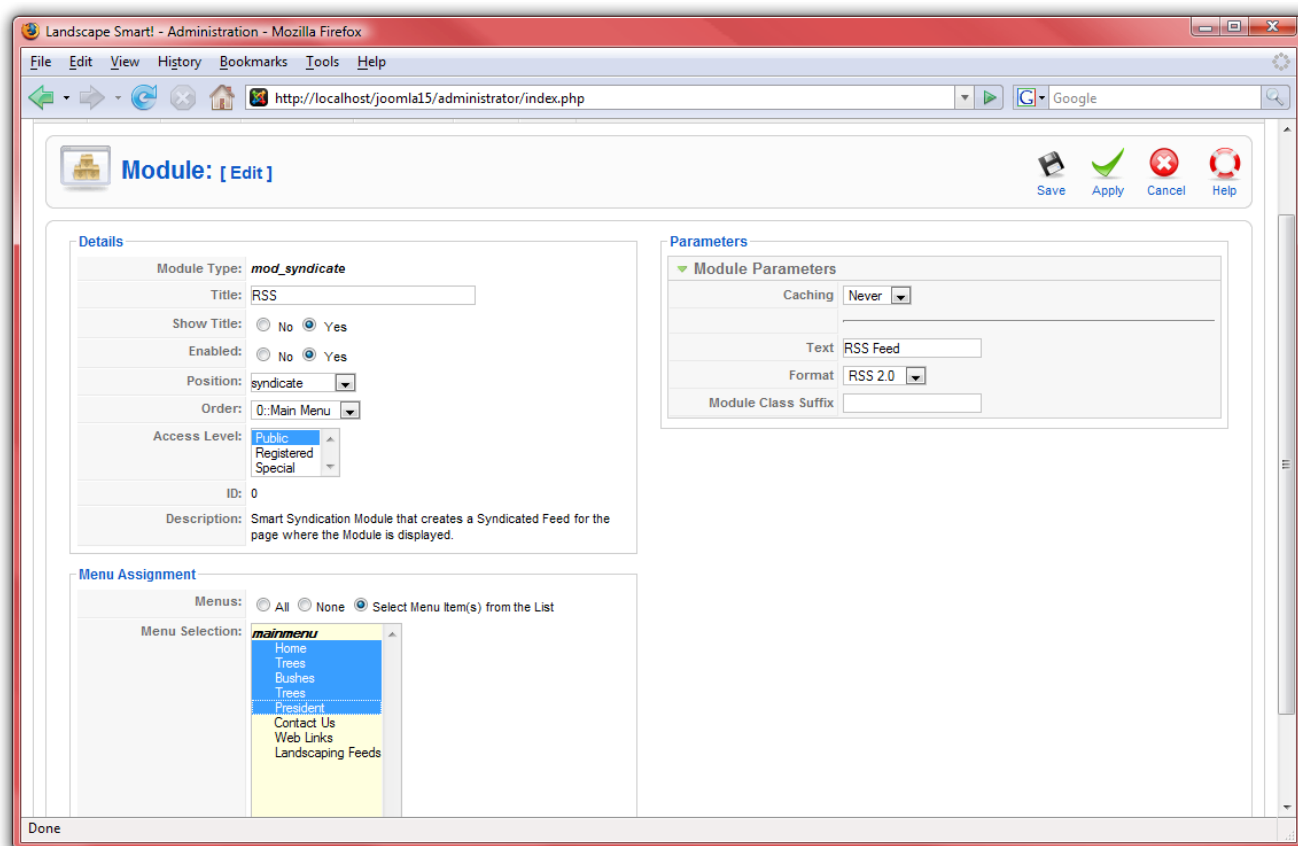 Landscape Smart! - Administration - Mozilla Firefox
File Edit View History Bookmarks Tools Help
http://localhost/joomla15/administrator/index.php
G Google
Module: [ Edit ]
Save Apply Cancel Help
Details
Module Type: mod_syndicate
Title: RSS
Show Title: No Yes
Enabled: No Yes
Position: syndicate
Order: 0::Main Menu
Access Level: Public
Registered
Special
ID: 0
Description: Smart Syndication Module that creates a Syndicated Feed for the
page where the Module is displayed.
Parameters
Module Parameters
Caching Never
Text RSS Feed
Format RSS 2.0
Module Class Suffix
Menu Assignment
Menus: All None Select Menu Item(s) from the List
Menu Selection: mainmenu
Home
Trees
Bushes
Trees
President
Contact Us
Web Links
Landscaping Feeds
Done